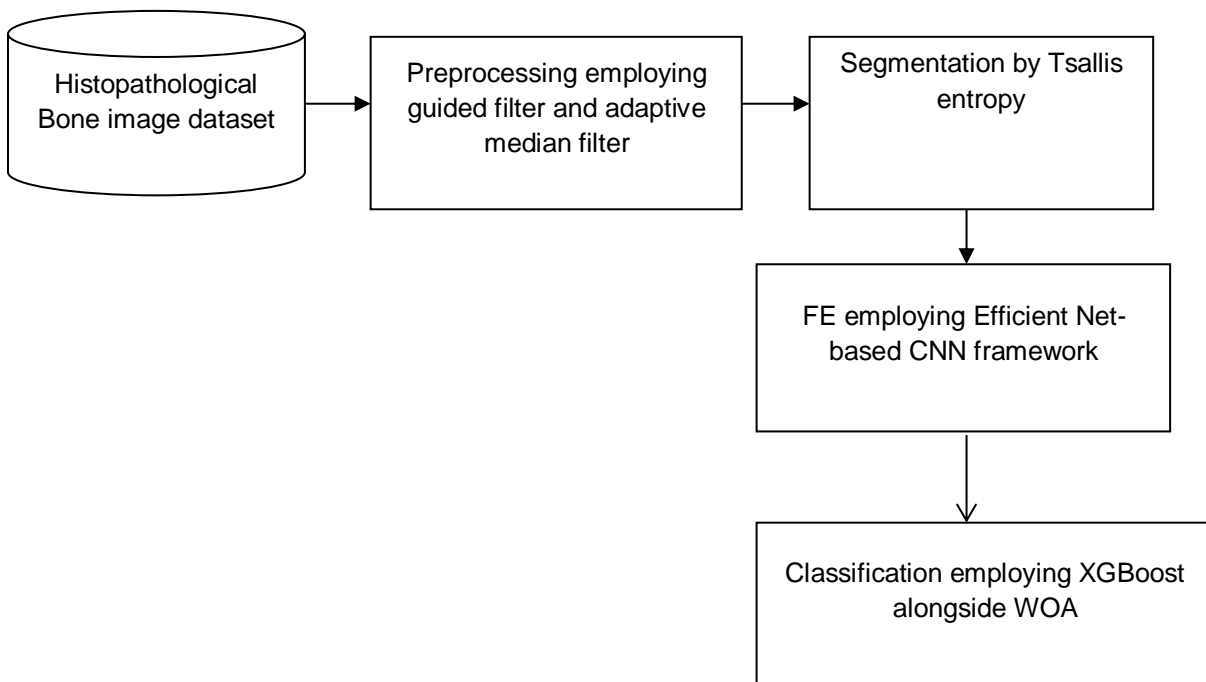 Histopathological
Bone image dataset
Preprocessing employing
guided filter and adaptive
median filter
Segmentation by Tsallis
entropy
FE employing Efficient Net-
based CNN framework
Classification employing XGBoost
alongside WOA